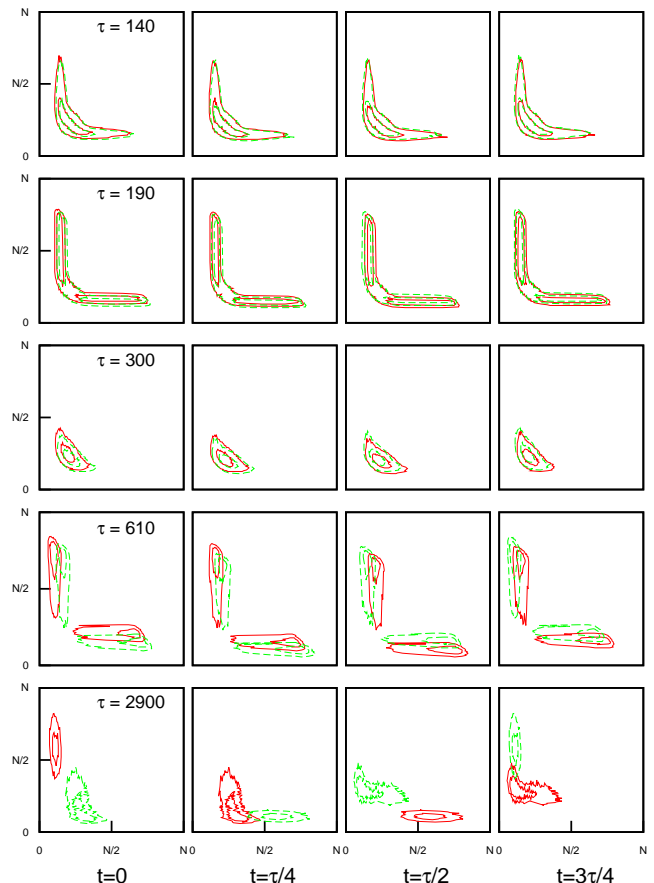 N
τ = 140
N/2
0
N
τ = 190
N/2
0
N
τ = 300
N/2
0
N
τ = 610
N/2
0
N
τ = 2900
N/2
0
0 N/2 N N/2 N N/2 N N/2 N
t=0 t=τ/4 t=τ/2 t=3τ/4